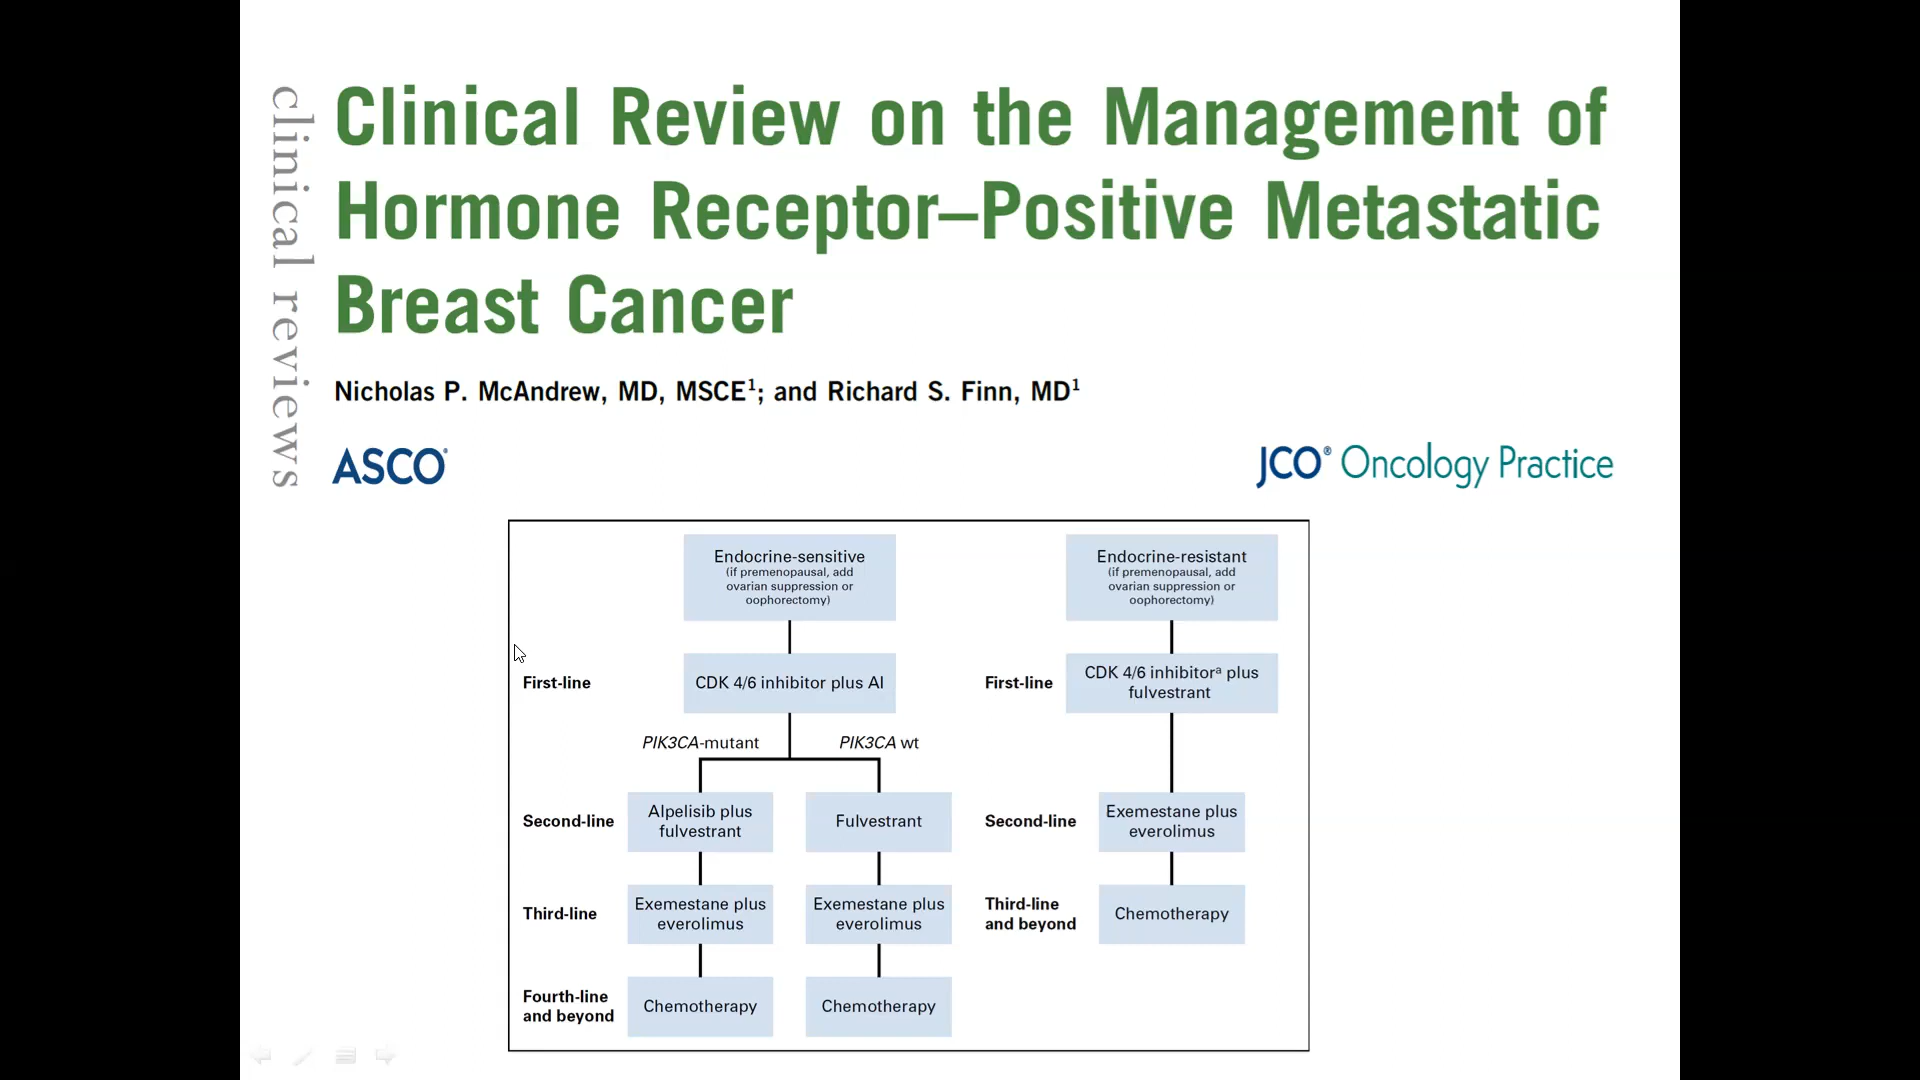 clinical reviews
Clinical Review on the Management of
Hormone Receptor–Positive Metastatic
Breast Cancer
Nicholas P. McAndrew, MD, MSCE1; and Richard S. Finn, MD1
ASCO®
JCO® Oncology Practice
Endocrine-sensitive
(if premenopausal, add
ovarian suppression or
oophorectomy)
First-line
CDK 4/6 inhibitor plus AI
PIK3CA-mutant
PIK3CA wt
Second-line
Alpelisib plus
fulvestrant
Fulvestrant
Third-line
Exemestane plus
everolimus
Exemestane plus
everolimus
Fourth-line
and beyond
Chemotherapy
Chemotherapy
Endocrine-resistant
(if premenopausal, add
ovarian suppression or
oophorectomy)
First-line
CDK 4/6 inhibitorᵃ plus
fulvestrant
Second-line
Exemestane plus
everolimus
Third-line
and beyond
Chemotherapy